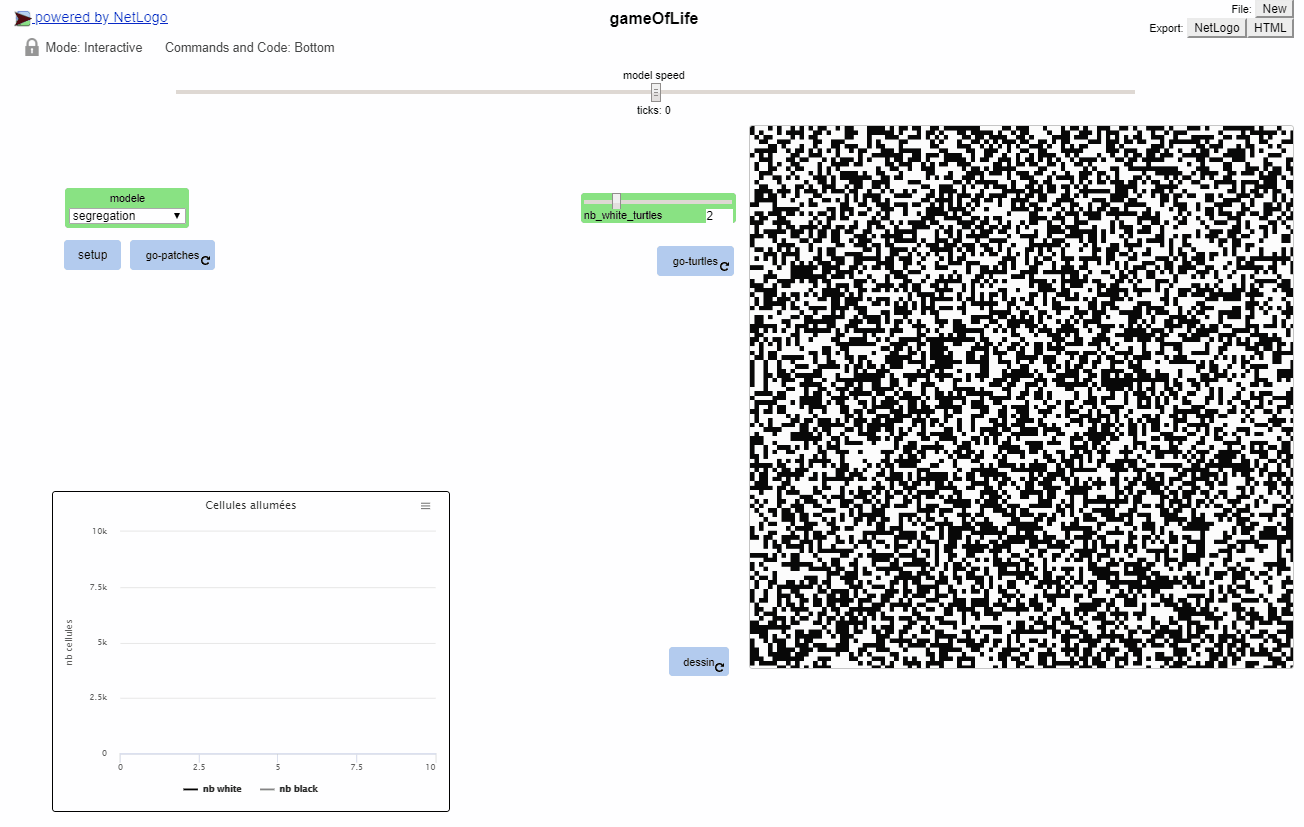 powered by NetLogo
gameOfLife
File: New
Export: NetLogo HTML
Mode: Interactive
Commands and Code: Bottom
model speed
ticks: 0
modele
segregation
setup
go-patches
nb_white_turtles
2
go-turtles
Cellules allumées
10k
7.5k
5k
2.5k
0
nb cellules
0 2.5 5 7.5 10
nb white
nb black
dessin